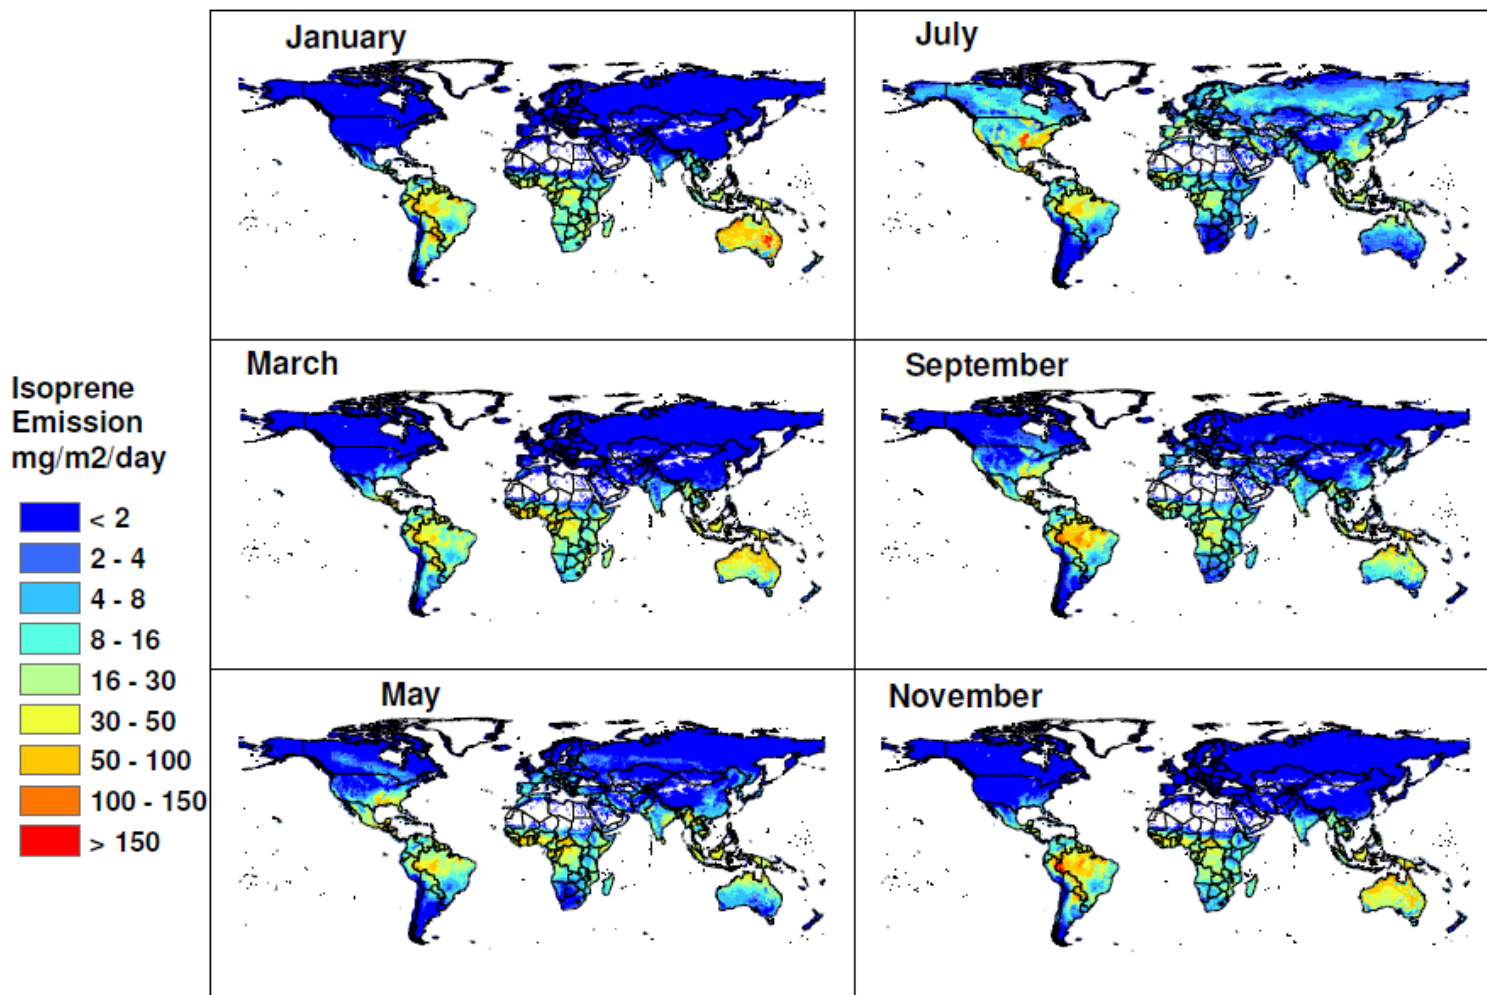 January
July
March
September
Isoprene
Emission
mg/m2/day
< 2
2 - 4
4 - 8
8 - 16
16 - 30
30 - 50
50 - 100
100 - 150
> 150
May
November